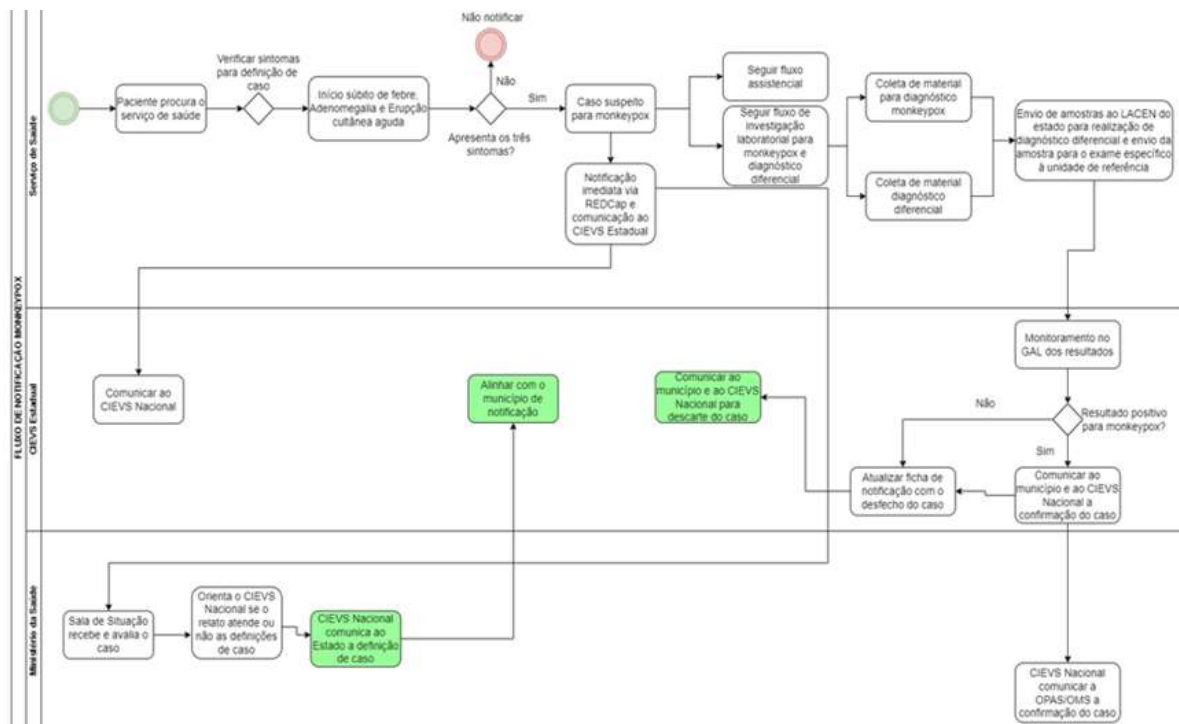 FLUXO DE NOTIFICAÇÃO MONKEYPOX
Serviço de Saúde
Não notificar
Verificar sintomas
para definição de
caso
Paciente procura o
serviço de saúde
Início súbito de febre,
Adenomegalia e Erupção
cultânea aguda
Não
Sim
Apresenta os três
sintomas?
Caso suspeito
para monkeypox
Seguir fluxo
assistencial
Seguir fluxo de
investigação
laboratorial para
monkeypox e
diagnóstico
diferencial
Coleta de material
para diagnóstico
monkeypox
Coleta de material
diagnóstico
diferencial
Envio de amostras ao LACEN do
estado para realização de
diagnóstico diferencial e envio da
amostra para o exame específico
à unidade de referência
Notificação
imediata via
REDCap e
comunicação ao
CIEVS Estadual
CIEVS Estadual
Comunicar ao
CIEVS Nacional
Alinhar com o
município de
notificação
Comunicar ao
município e ao CIEVS
Nacional para
descarte do caso
Monitoramento no
GAL dos resultados
Não
Resultado positivo
para monkeypox?
Sim
Atualizar ficha de
notificação com o
desfecho do caso
Comunicar ao
município e ao CIEVS
Nacional a
confirmação do caso
Ministério da Saúde
Sala de Situação
recebe e avalia o
caso
Orienta o CIEVS
Nacional se o
relato atende ou
não as definições
de caso
CIEVS Nacional
comunica ao
Estado a definição
de caso
CIEVS Nacional
comunicar à
OPAS/OMS a
confirmação do caso